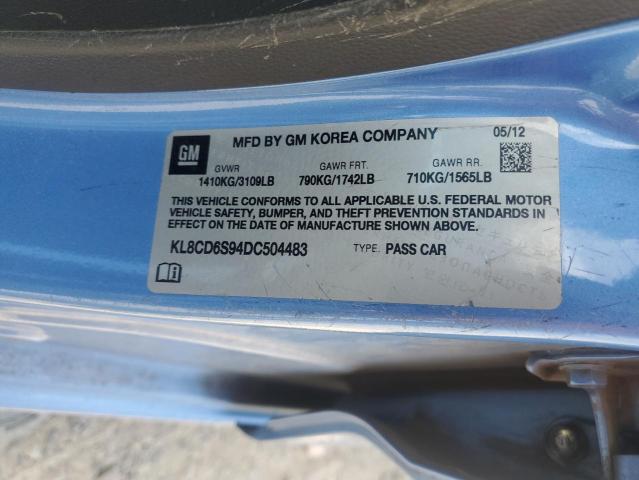 GM MFD BY GM KOREA COMPANY 05/12
GVWR GAWR FRT. GAWR RR.
1410KG/3109LB 790KG/1742LB 710KG/1565LB
THIS VEHICLE CONFORMS TO ALL APPLICABLE U.S. FEDERAL MOTOR
VEHICLE SAFETY, BUMPER, AND THEFT PREVENTION STANDARDS IN
EFFECT ON THE DATE OF MANUFACTURE SHOWN ABOVE.
KL8CD6S94DC504483 TYPE: PASS CAR